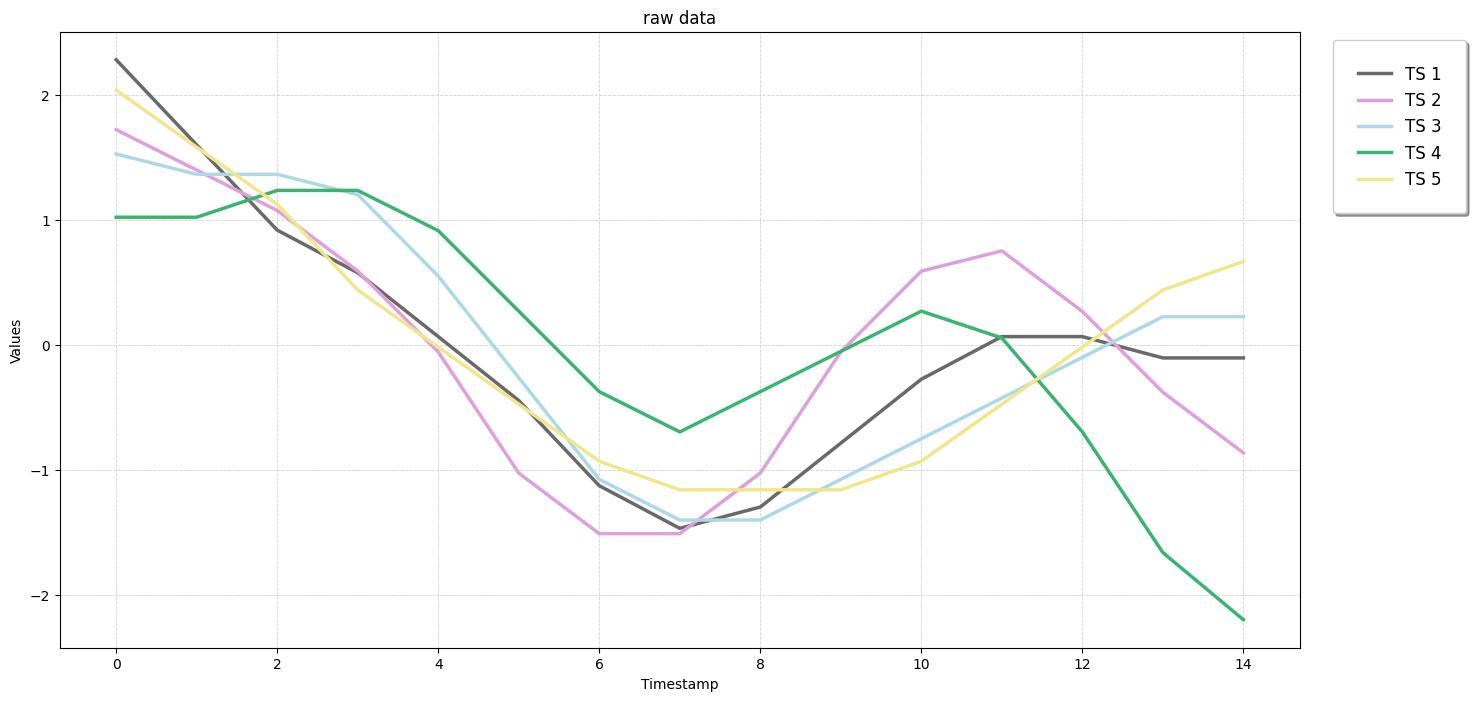 raw data
Values
2
1
0
−1
−2
0 2 4 6 8 10 12 14
Timestamp
TS 1
TS 2
TS 3
TS 4
TS 5